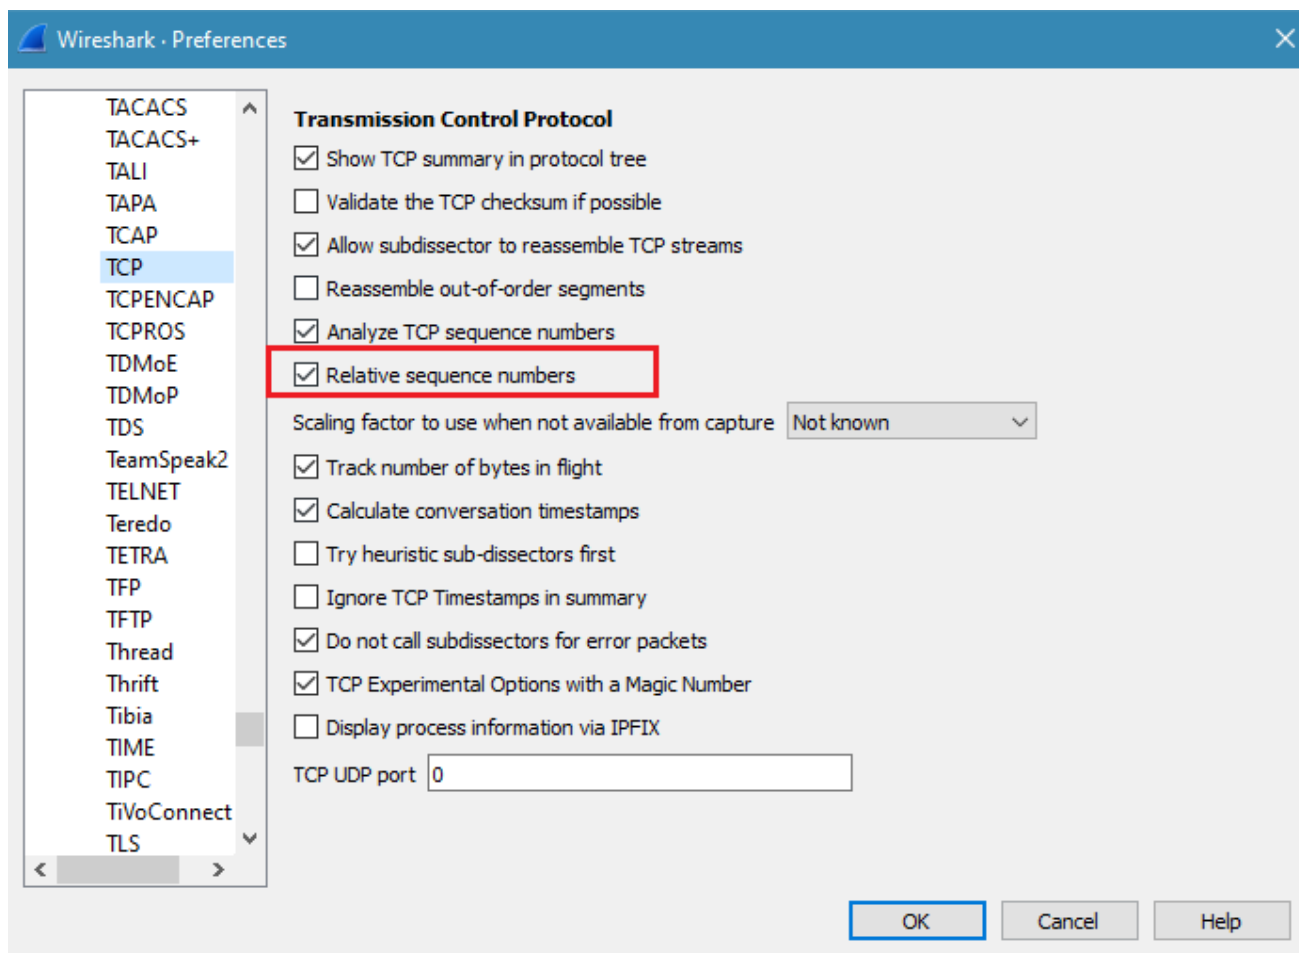 Wireshark · Preferences
TACACS
TACACS+
TALI
TAPA
TCAP
TCP
TCPENCAP
TCPROS
TDMoE
TDMoP
TDS
TeamSpeak2
TELNET
Teredo
TETRA
TFP
TFTP
Thread
Thrift
Tibia
TIME
TIPC
TiVoConnect
TLS
Transmission Control Protocol
Show TCP summary in protocol tree
Validate the TCP checksum if possible
Allow subdissector to reassemble TCP streams
Reassemble out-of-order segments
Analyze TCP sequence numbers
Relative sequence numbers
Scaling factor to use when not available from capture Not known
Track number of bytes in flight
Calculate conversation timestamps
Try heuristic sub-dissectors first
Ignore TCP Timestamps in summary
Do not call subdissectors for error packets
TCP Experimental Options with a Magic Number
Display process information via IPFIX
TCP UDP port 0
OK Cancel Help